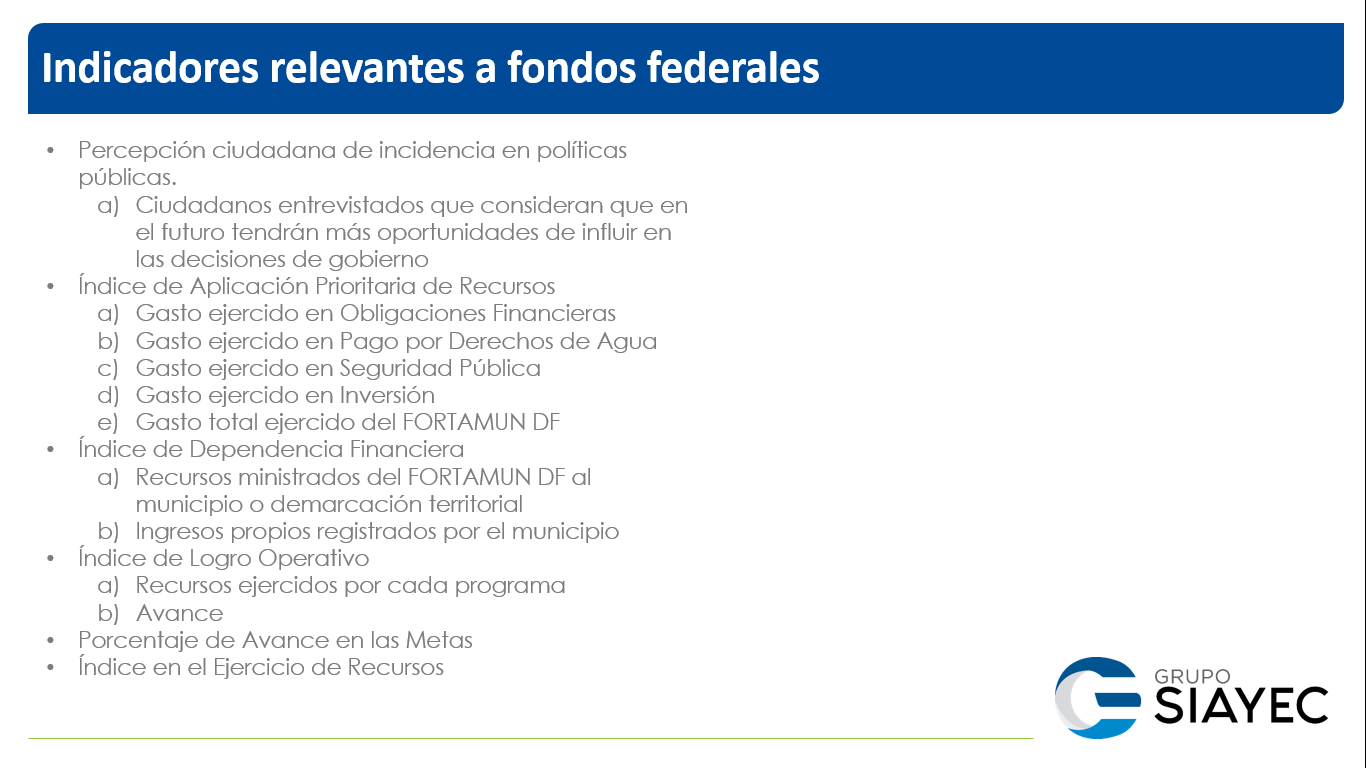 Indicadores relevantes a fondos federales
• Percepción ciudadana de incidencia en políticas
públicas.
a) Ciudadanos entrevistados que consideran que en
el futuro tendrán más oportunidades de influir en
las decisiones de gobierno
• Índice de Aplicación Prioritaria de Recursos
a) Gasto ejercido en Obligaciones Financieras
b) Gasto ejercido en Pago por Derechos de Agua
c) Gasto ejercido en Seguridad Pública
d) Gasto ejercido en Inversión
e) Gasto total ejercido del FORTAMUN DF
• Índice de Dependencia Financiera
a) Recursos ministrados del FORTAMUN DF al
municipio o demarcación territorial
b) Ingresos propios registrados por el municipio
• Índice de Logro Operativo
a) Recursos ejercidos por cada programa
b) Avance
• Porcentaje de Avance en las Metas
• Índice en el Ejercicio de Recursos
GRUPO
SIAYEC